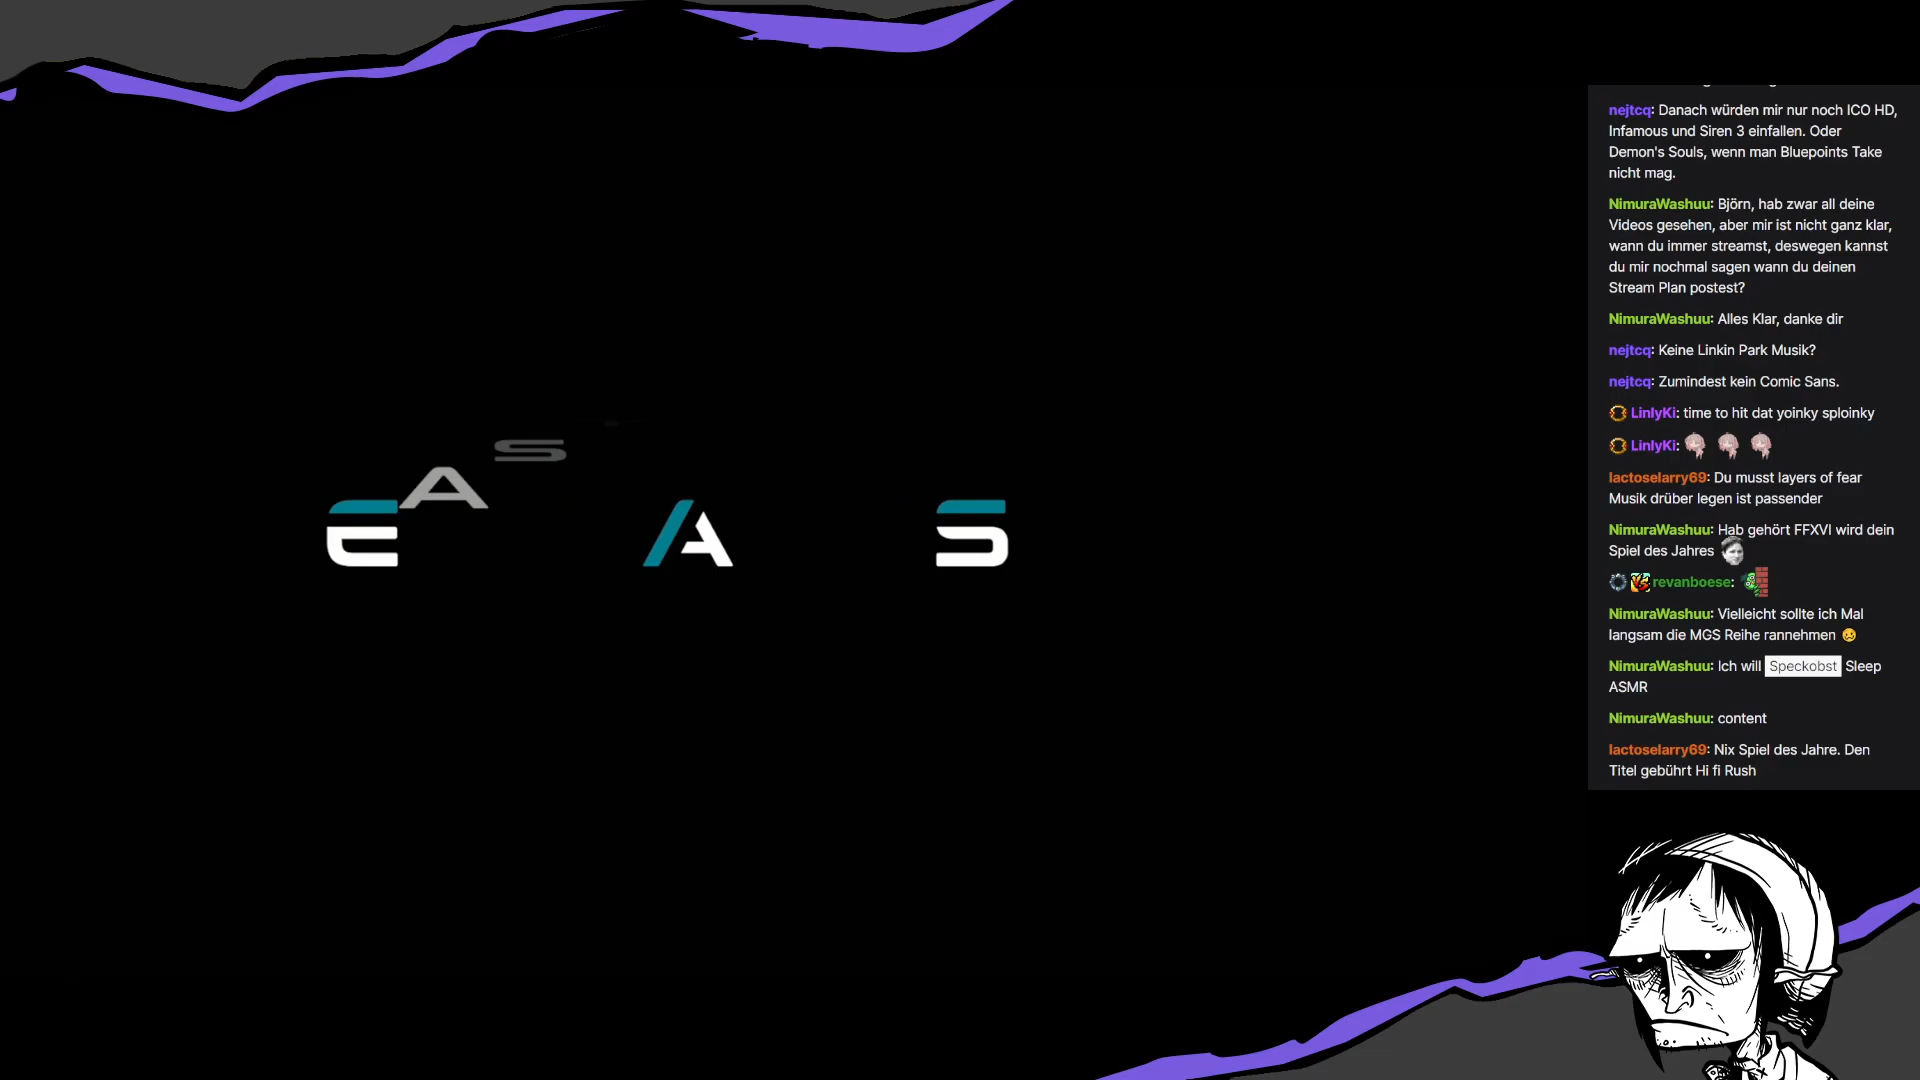 E A S A S
nejtcq: Danach würden mir nur noch ICO HD,
Infamous und Siren 3 einfallen. Oder
Demon's Souls, wenn man Bluepoints Take
nicht mag.
NimuraWashuu: Björn, hab zwar all deine
Videos gesehen, aber mir ist nicht ganz klar,
wann du immer streamst, deswegen kannst
du mir nochmal sagen wann du deinen
Stream Plan postest?
NimuraWashuu: Alles Klar, danke dir
nejtcq: Keine Linkin Park Musik?
nejtcq: Zumindest kein Comic Sans.
LinlyKi: time to hit dat yoinky sploinky
LinlyKi:
lactoselarry69: Du musst layers of fear
Musik drüber legen ist passender
NimuraWashuu: Hab gehört FFXVI wird dein
Spiel des Jahres
revanboese:
NimuraWashuu: Vielleicht sollte ich Mal
langsam die MGS Reihe rannehmen
NimuraWashuu: Ich will Speckobst Sleep
ASMR
NimuraWashuu: content
lactoselarry69: Nix Spiel des Jahre. Den
Titel gebührt Hi fi Rush